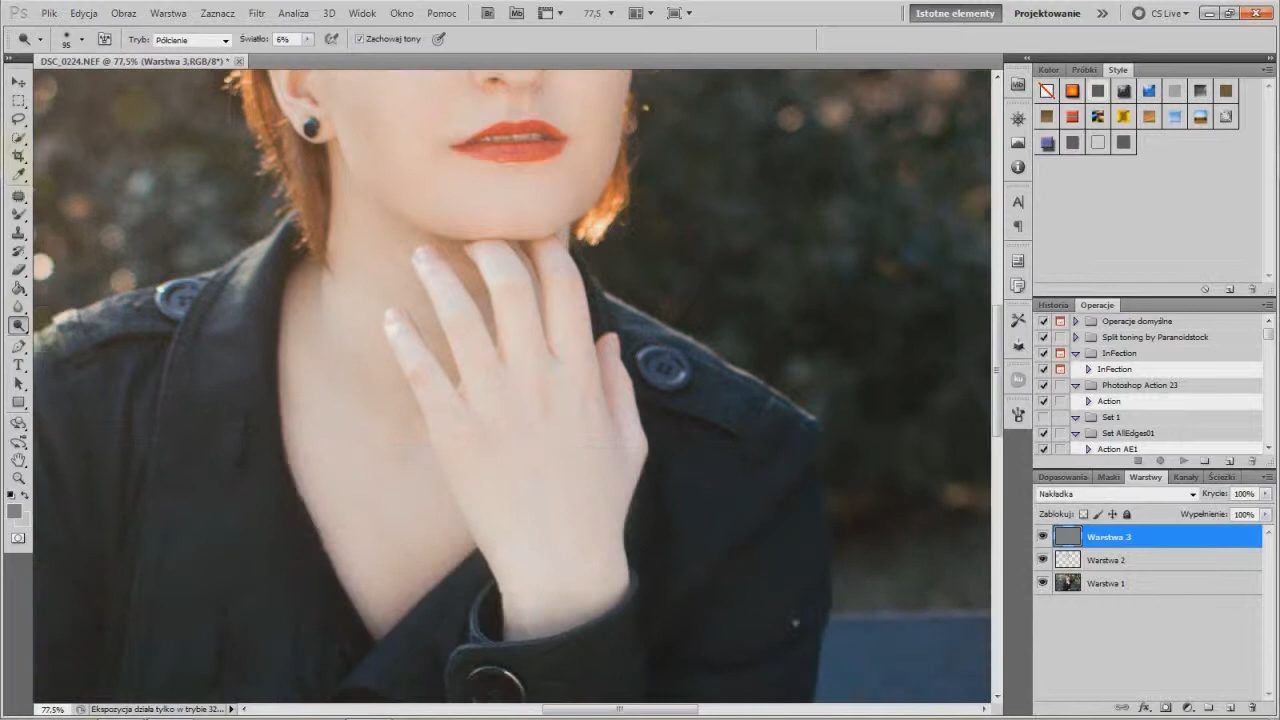 Ps Plik Edycja Obraz Warstwa Zaznacz Filtr Analiza 3D Widok Okno Pomoc Br Mb 77,5 Istotne elementy Projektowanie CS Live
95 Tryb: Półcienie Światło: 6% Zachowaj tony
DSC_0224.NEF @ 77,5% (Warstwa 3,RGB/8*) *
Kolor Próbki Style
Historia Operacje
Operacje domyślne
Split toning by Paranoidstock
InFection
InFection
Photoshop Action 23
Action
Set 1
Set AllEdges01
Action AE1
Dopasowania Maski Warstwy Kanały Ścieżki
Nakładka Krycie: 100%
Zablokuj: Wypełnienie: 100%
Warstwa 3
Warstwa 2
Warstwa 1
77,5% Ekspozycja działa tylko w trybie 32...